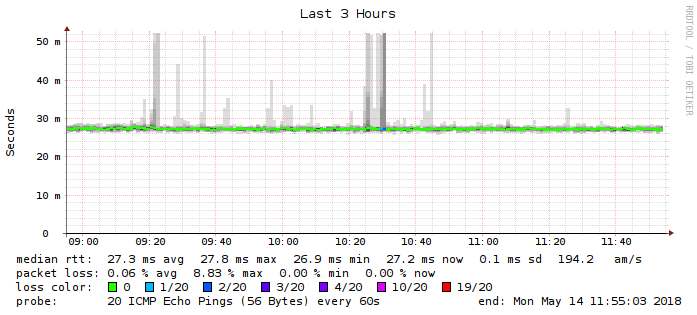 Last 3 Hours
RRDTOOL / TOBI OETIKER
Seconds
50 m
40 m
30 m
20 m
10 m
0
09:00 09:20 09:40 10:00 10:20 10:40 11:00 11:20 11:40
median rtt: 27.3 ms avg 27.8 ms max 26.9 ms min 27.2 ms now 0.1 ms sd 194.2 am/s
packet loss: 0.06 % avg 8.83 % max 0.00 % min 0.00 % now
loss color: 0 1/20 2/20 3/20 4/20 10/20 19/20
probe: 20 ICMP Echo Pings (56 Bytes) every 60s end: Mon May 14 11:55:03 2018